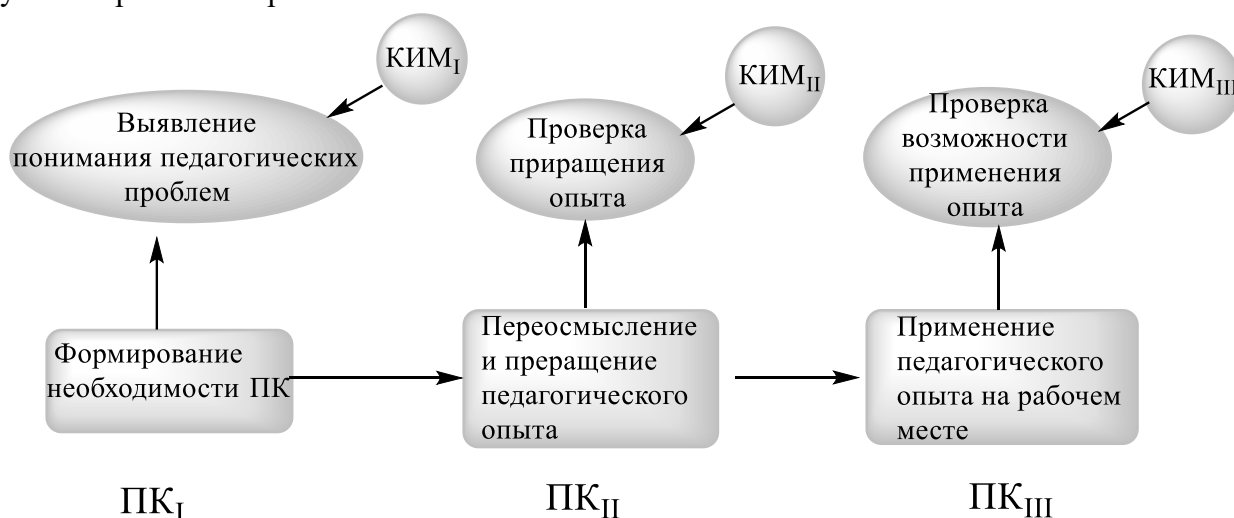 КИМI
КИМII
КИМIII
Выявление
понимания педагогических
проблем
Проверка
приращения
опыта
Проверка
возможности
применения
опыта
Формирование
необходимости ПК
Переосмысление
и преращение
педагогического
опыта
Применение
педагогического
опыта на рабочем
месте
ПКI
ПКII
ПКIII